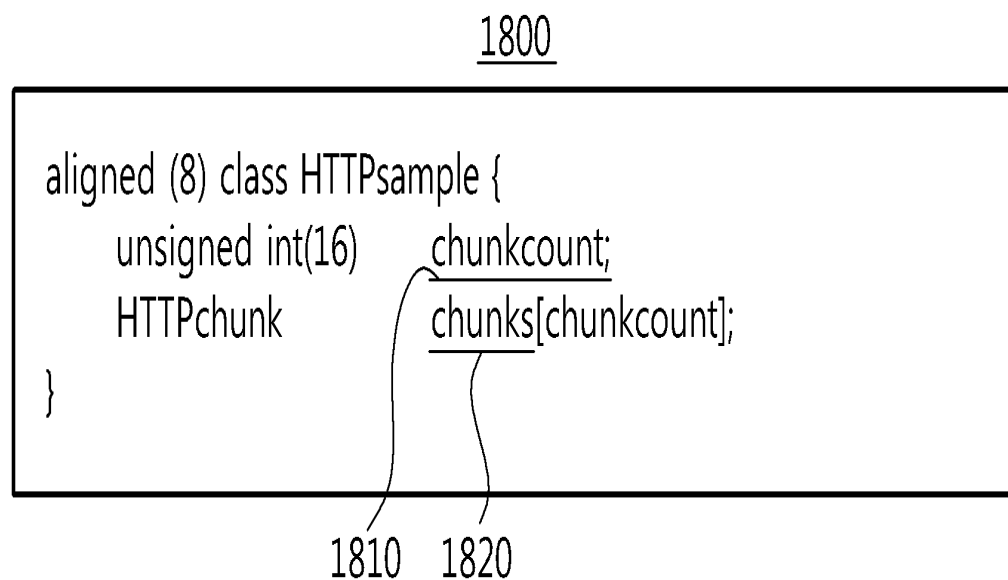 1800
aligned (8) class HTTPsample {
unsigned int(16) chunkcount;
HTTPchunk chunks[chunkcount];
}
1810 1820